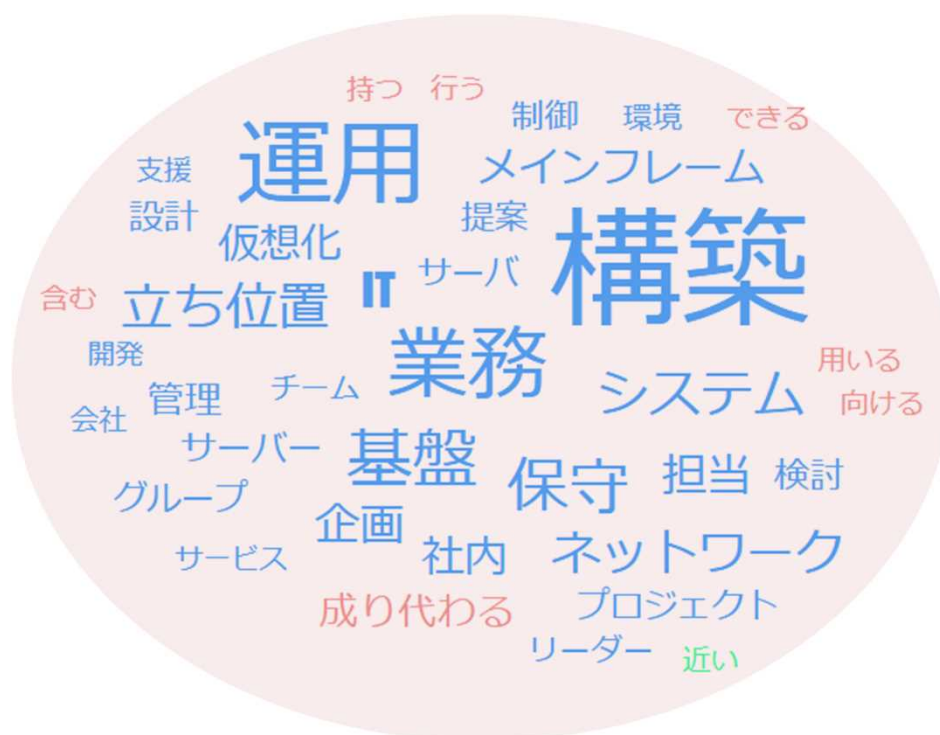 持つ 行う
制御 環境 できる
運用 メインフレーム
支援
設計 提案 構築
仮想化
IT サーバ
含む 立ち位置
業務
開発 用いる
管理 チーム システム 向ける
会社
サーバー 基盤 保守 担当 検討
グループ
企画
サービス 社内 ネットワーク
成り代わる プロジェクト
リーダー 近い